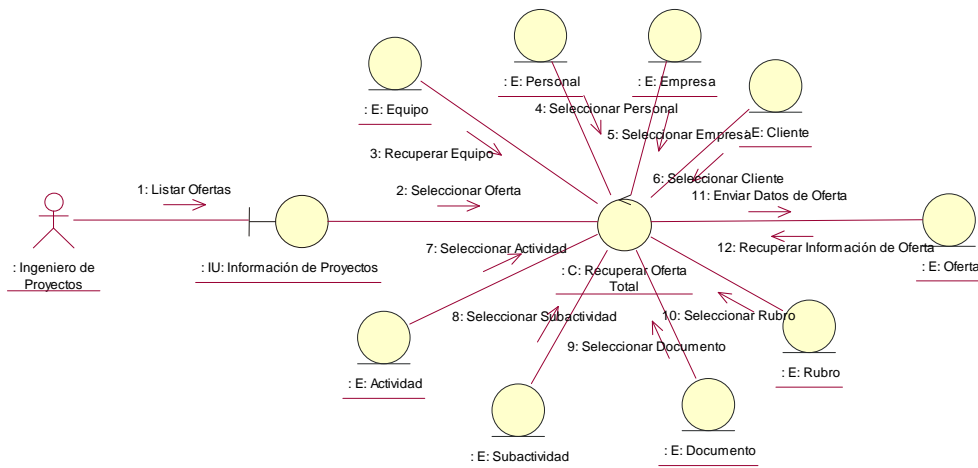 : E: Personal
: E: Empresa
: E: Equipo
4: Seleccionar Personal
5: Seleccionar Empresa
: E: Cliente
3: Recuperar Equipo
6: Seleccionar Cliente
1: Listar Ofertas
2: Seleccionar Oferta
11: Enviar Datos de Oferta
7: Seleccionar Actividad
12: Recuperar Información de Oferta
: Ingeniero de
Proyectos
: IU: Información de Proyectos
: C: Recuperar Oferta
Total
: E: Oferta
8: Seleccionar Subactividad
10: Seleccionar Rubro
9: Seleccionar Documento
: E: Actividad
: E: Rubro
: E: Subactividad
: E: Documento